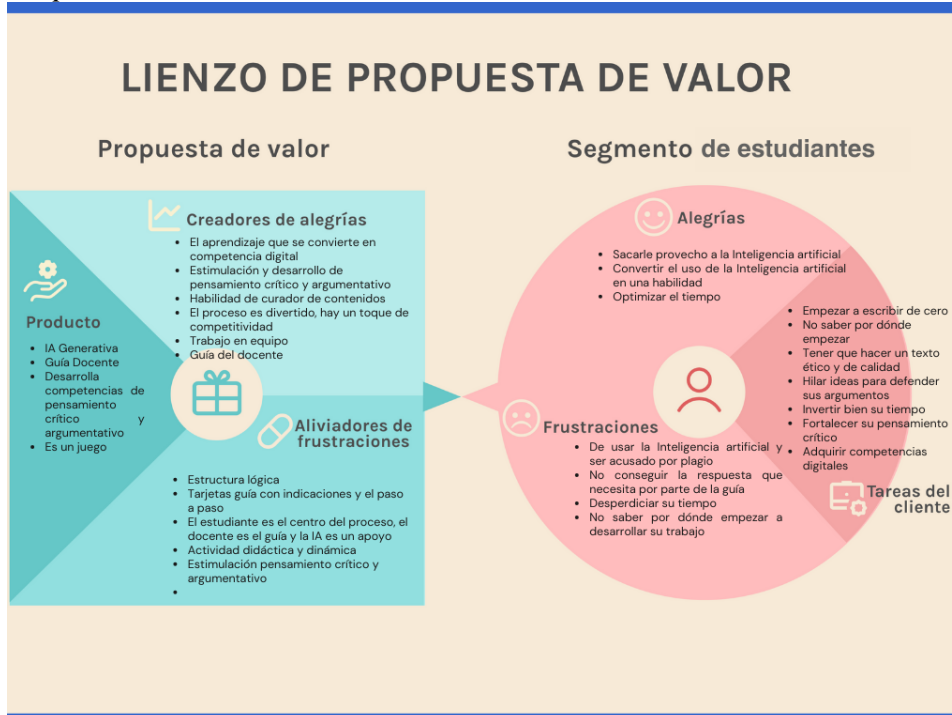 LIENZO DE PROPUESTA DE VALOR
Propuesta de valor
Segmento de estudiantes
Creadores de alegrías
• El aprendizaje que se convierte en
competencia digital
• Estimulación y desarrollo de
pensamiento crítico y argumentativo
• Habilidad de curador de contenidos
• El proceso es divertido, hay un toque de
competitividad
• Trabajo en equipo
• Guía del docente
Producto
• IA Generativa
• Guía Docente
• Desarrolla
competencias de
pensamiento
crítico y
argumentativo
• Es un juego
Aliviadores de
frustraciones
• Estructura lógica
• Tarjetas guía con indicaciones y el paso
a paso
• El estudiante es el centro del proceso, el
docente es el guía y la IA es un apoyo
• Actividad didáctica y dinámica
• Estimulación pensamiento crítico y
argumentativo
•
Alegrías
• Sacarle provecho a la Inteligencia artificial
• Convertir el uso de la Inteligencia artificial
en una habilidad
• Optimizar el tiempo
Frustraciones
• De usar la Inteligencia artificial y
ser acusado por plagio
• No conseguir la respuesta que
necesita por parte de la guía
• Desperdiciar su tiempo
• No saber por dónde empezar a
desarrollar su trabajo
• Empezar a escribir de cero
• No saber por dónde
empezar
• Tener que hacer un texto
ético y de calidad
• Hilar ideas para defender
sus argumentos
• Invertir bien su tiempo
• Fortalecer su pensamiento
crítico
• Adquirir competencias
digitales
Tareas del
cliente